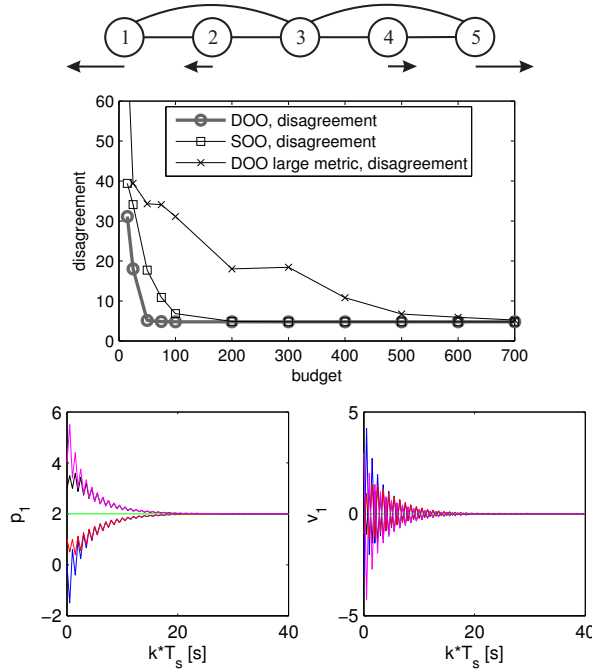 1 2 3 4 5
60
50
40
30
20
10
0
disagreement
DOO, disagreement
SOO, disagreement
DOO large metric, disagreement
0 100 200 300 400 500 600 700
budget
6
4
2
0
−2
p1
0 20 40
k*Ts [s]
5
0
−5
v1
0 20 40
k*Ts [s]